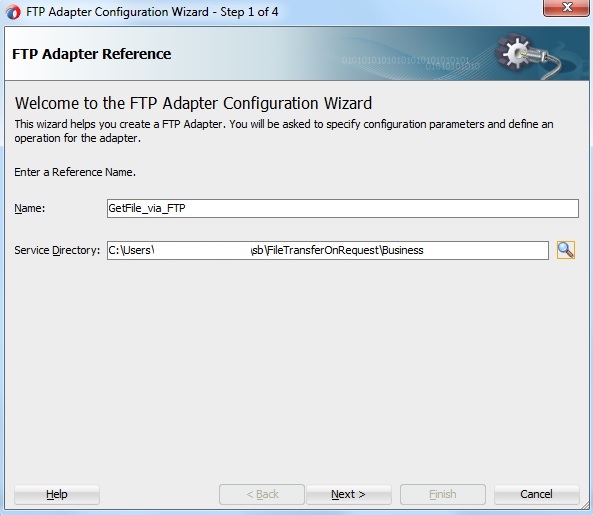 FTP Adapter Configuration Wizard - Step 1 of 4
FTP Adapter Reference
Welcome to the FTP Adapter Configuration Wizard
This wizard helps you create a FTP Adapter. You will be asked to specify configuration parameters and define an
operation for the adapter.
Enter a Reference Name.
Name: GetFile_via_FTP
Service Directory: C:\Users\ \sb\FileTransferOnRequest\Business
Help < Back Next > Finish Cancel